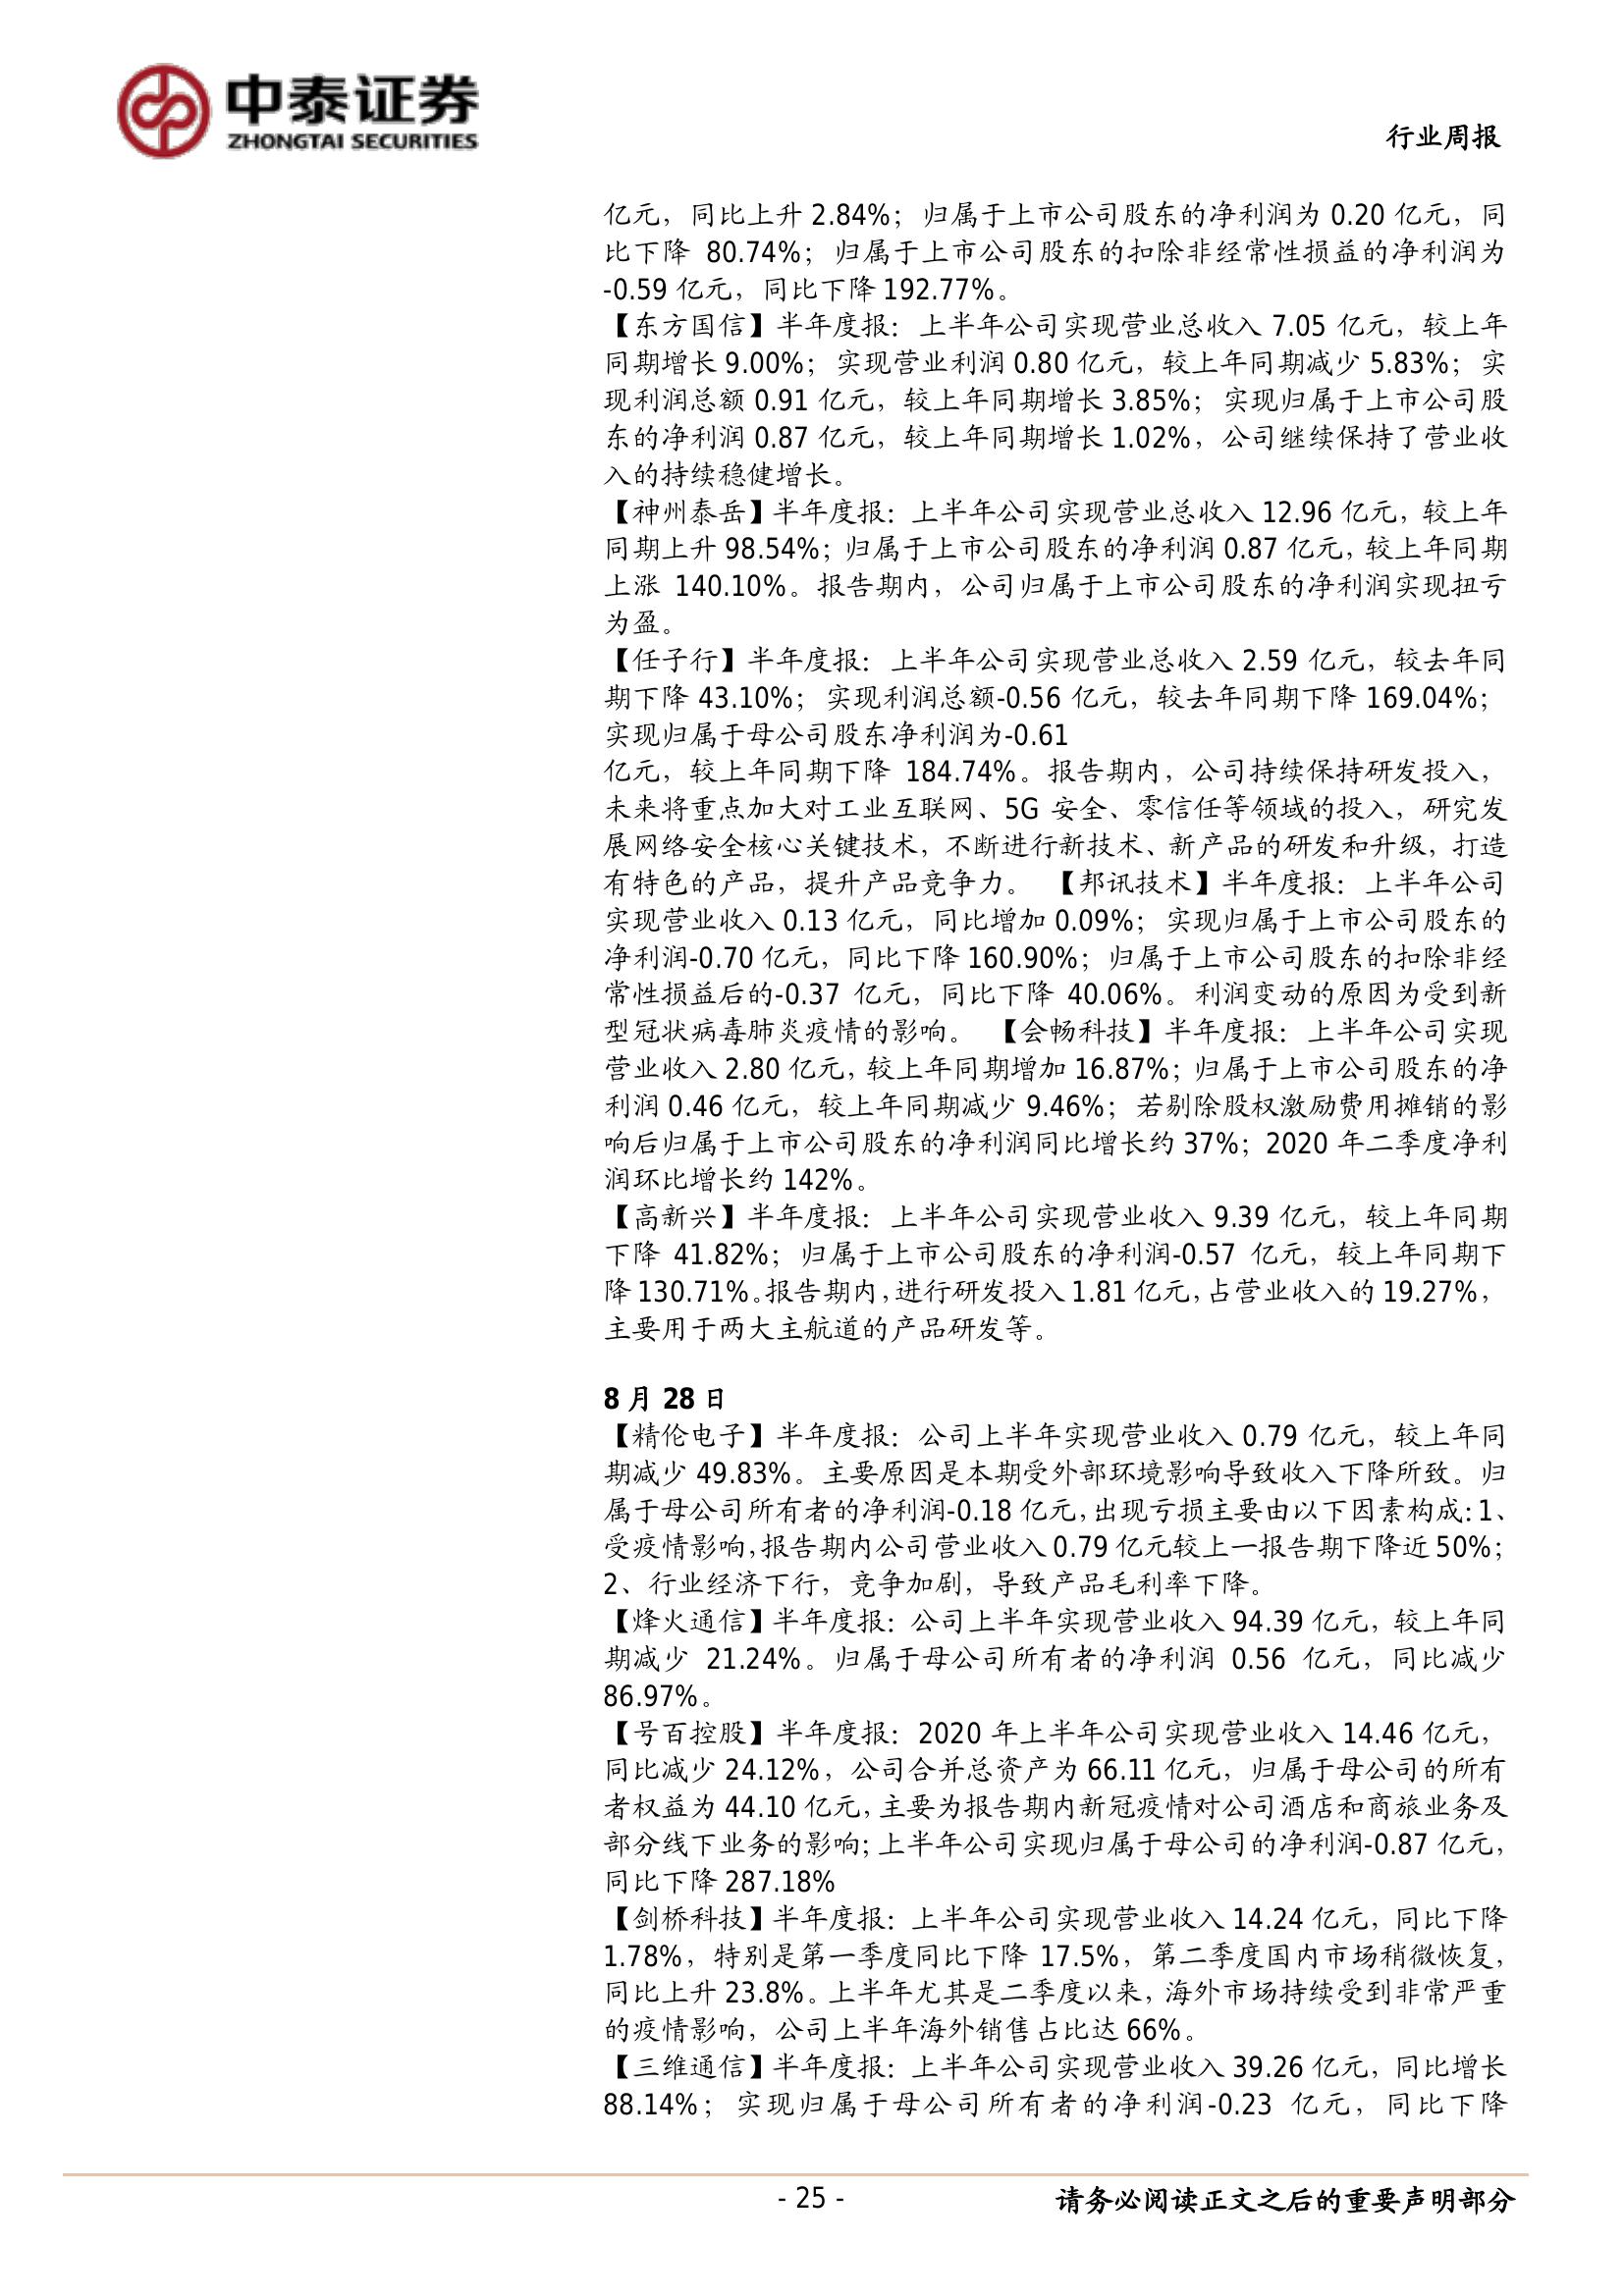 中泰证券
ZHONGTAI SECURITIES
行业周报
亿元，同比上升 2.84%；归属于上市公司股东的净利润为 0.20 亿元，同
比下降 80.74%；归属于上市公司股东的扣除非经常性损益的净利润为
-0.59 亿元，同比下降 192.77%。
【东方国信】半年度报：上半年公司实现营业总收入 7.05 亿元，较上年
同期增长 9.00%；实现营业利润 0.80 亿元，较上年同期减少 5.83%；实
现利润总额 0.91 亿元，较上年同期增长 3.85%；实现归属于上市公司股
东的净利润 0.87 亿元，较上年同期增长 1.02%，公司继续保持了营业收
入的持续稳健增长。
【神州泰岳】半年度报：上半年公司实现营业总收入 12.96 亿元，较上年
同期上升 98.54%；归属于上市公司股东的净利润 0.87 亿元，较上年同期
上涨 140.10%。报告期内，公司归属于上市公司股东的净利润实现扭亏
为盈。
【任子行】半年度报：上半年公司实现营业总收入 2.59 亿元，较去年同
期下降 43.10%；实现利润总额-0.56 亿元，较去年同期下降 169.04%；
实现归属于母公司股东净利润为-0.61
亿元，较上年同期下降 184.74%。报告期内，公司持续保持研发投入，
未来将重点加大对工业互联网、5G 安全、零信任等领域的投入，研究发
展网络安全核心关键技术，不断进行新技术、新产品的研发和升级，打造
有特色的产品，提升产品竞争力。 【邦讯技术】半年度报：上半年公司
实现营业收入 0.13 亿元，同比增加 0.09%；实现归属于上市公司股东的
净利润-0.70 亿元，同比下降 160.90%；归属于上市公司股东的扣除非经
常性损益后的-0.37 亿元，同比下降 40.06%。利润变动的原因为受到新
型冠状病毒肺炎疫情的影响。 【会畅科技】半年度报：上半年公司实现
营业收入 2.80 亿元，较上年同期增加 16.87%；归属于上市公司股东的净
利润 0.46 亿元，较上年同期减少 9.46%；若剔除股权激励费用摊销的影
响后归属于上市公司股东的净利润同比增长约 37%；2020 年二季度净利
润环比增长约 142%。
【高新兴】半年度报：上半年公司实现营业收入 9.39 亿元，较上年同期
下降 41.82%；归属于上市公司股东的净利润-0.57 亿元，较上年同期下
降 130.71%。报告期内，进行研发投入 1.81 亿元，占营业收入的 19.27%，
主要用于两大主航道的产品研发等。
8 月 28 日
【精伦电子】半年度报：公司上半年实现营业收入 0.79 亿元，较上年同
期减少 49.83%。主要原因是本期受外部环境影响导致收入下降所致。归
属于母公司所有者的净利润-0.18 亿元，出现亏损主要由以下因素构成：1、
受疫情影响，报告期内公司营业收入 0.79 亿元较上一报告期下降近 50%；
2、行业经济下行，竞争加剧，导致产品毛利率下降。
【烽火通信】半年度报：公司上半年实现营业收入 94.39 亿元，较上年同
期减少 21.24%。归属于母公司所有者的净利润 0.56 亿元，同比减少
86.97%。
【号百控股】半年度报：2020 年上半年公司实现营业收入 14.46 亿元，
同比减少 24.12%，公司合并总资产为 66.11 亿元，归属于母公司的所有
者权益为 44.10 亿元，主要为报告期内新冠疫情对公司酒店和商旅业务及
部分线下业务的影响；上半年公司实现归属于母公司的净利润-0.87 亿元，
同比下降 287.18%
【剑桥科技】半年度报：上半年公司实现营业收入 14.24 亿元，同比下降
1.78%，特别是第一季度同比下降 17.5%，第二季度国内市场稍微恢复，
同比上升 23.8%。上半年尤其是二季度以来，海外市场持续受到非常严重
的疫情影响，公司上半年海外销售占比达 66%。
【三维通信】半年度报：上半年公司实现营业收入 39.26 亿元，同比增长
88.14%；实现归属于母公司所有者的净利润-0.23 亿元，同比下降
- 25 -
请务必阅读正文之后的重要声明部分